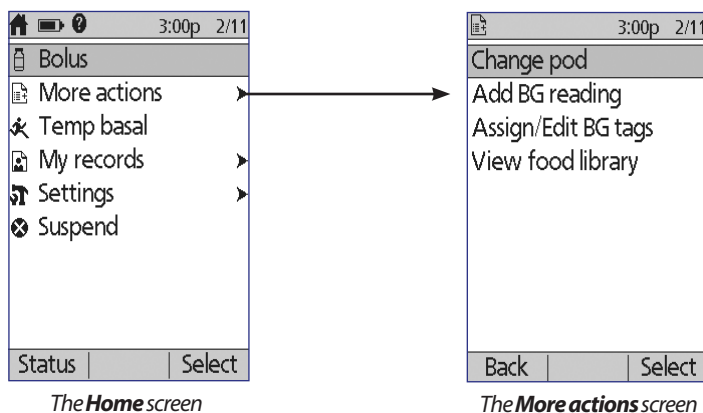 3:00p 2/11
Bolus
More actions
Temp basal
My records
Settings
Suspend
Status Select
The Home screen
3:00p 2/11
Change pod
Add BG reading
Assign/Edit BG tags
View food library
Back Select
The More actions screen